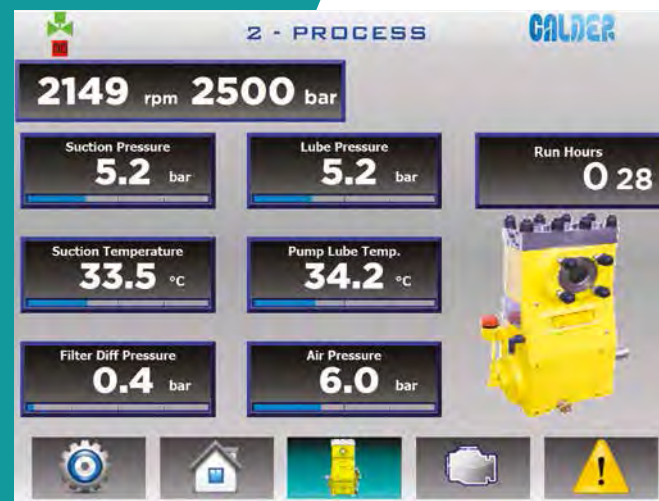 2 - PROCESS
CALDER
2149 rpm 2500 bar
Suction Pressure
5.2 bar
Lube Pressure
5.2 bar
Run Hours
0 28
Suction Temperature
33.5 °C
Pump Lube Temp.
34.2 °C
Filter Diff Pressure
0.4 bar
Air Pressure
6.0 bar